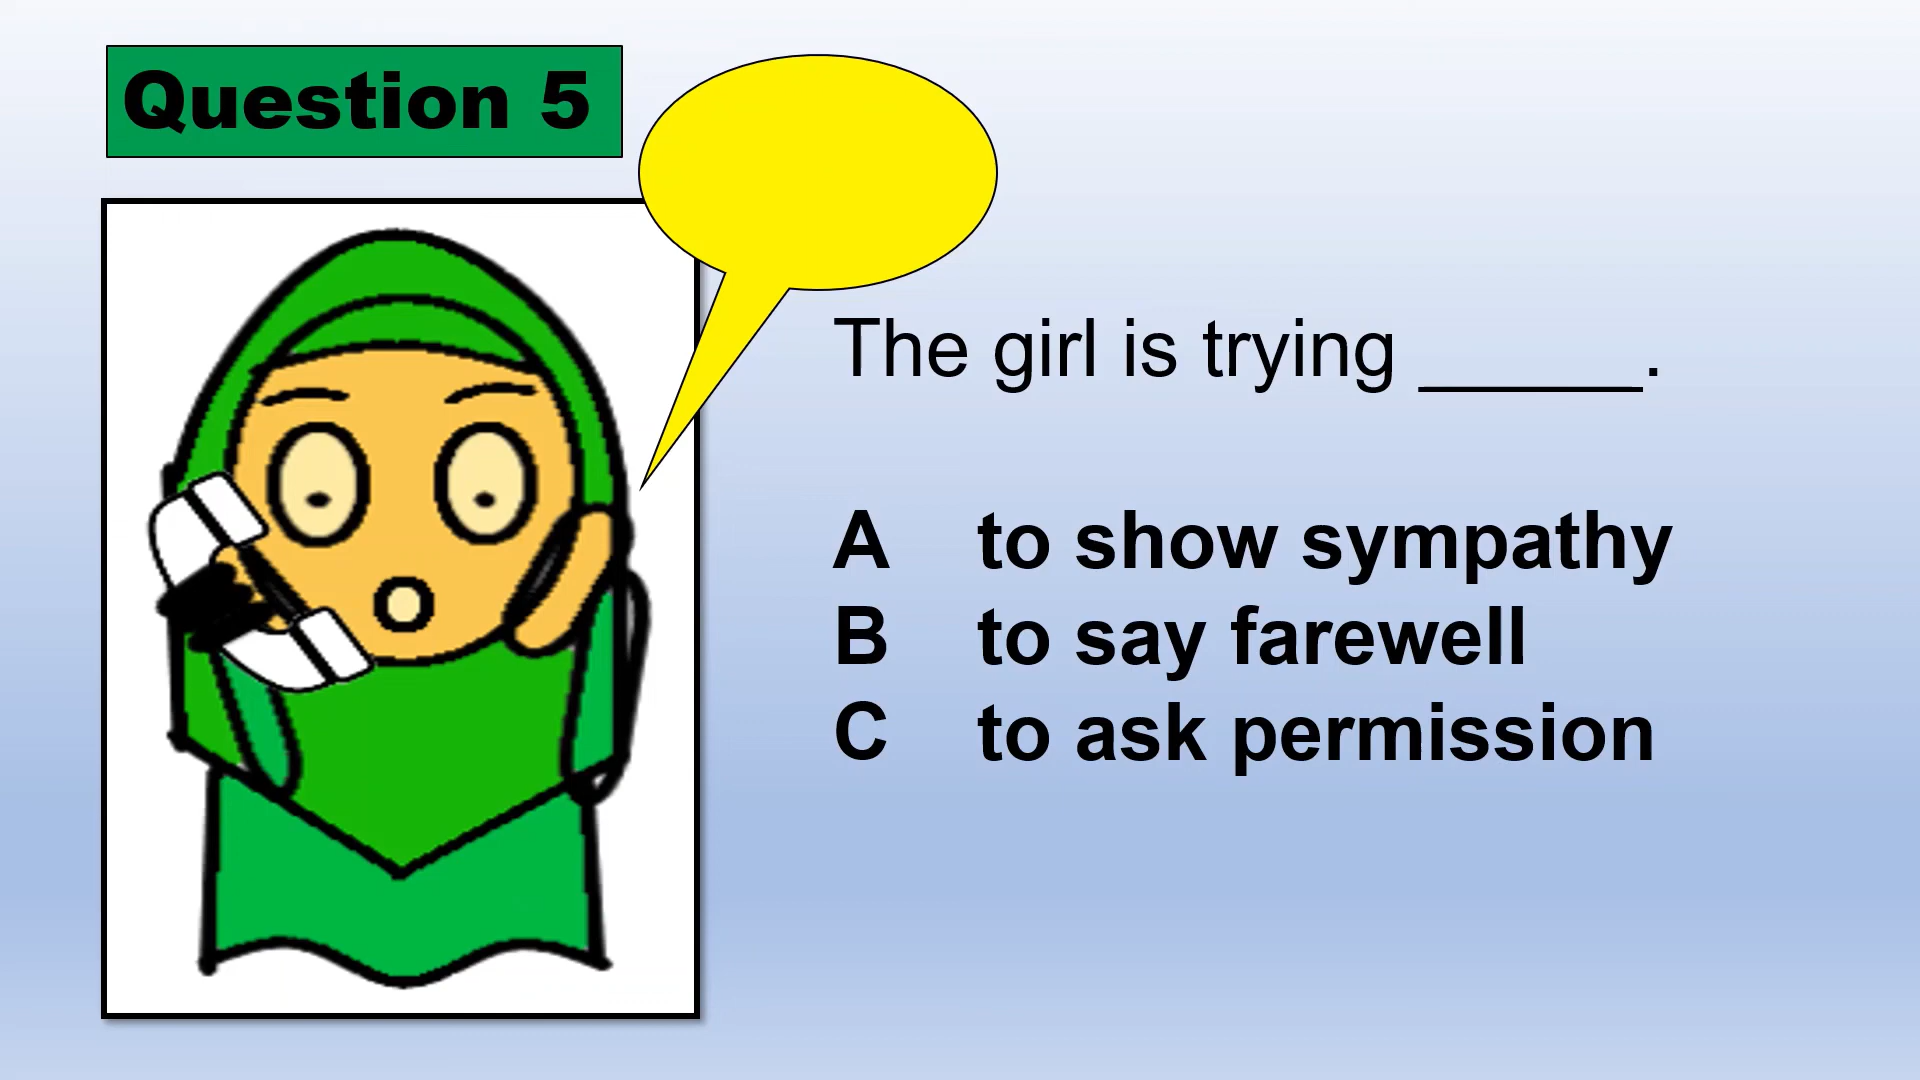 Question 5
The girl is trying _____.
A to show sympathy
B to say farewell
C to ask permission